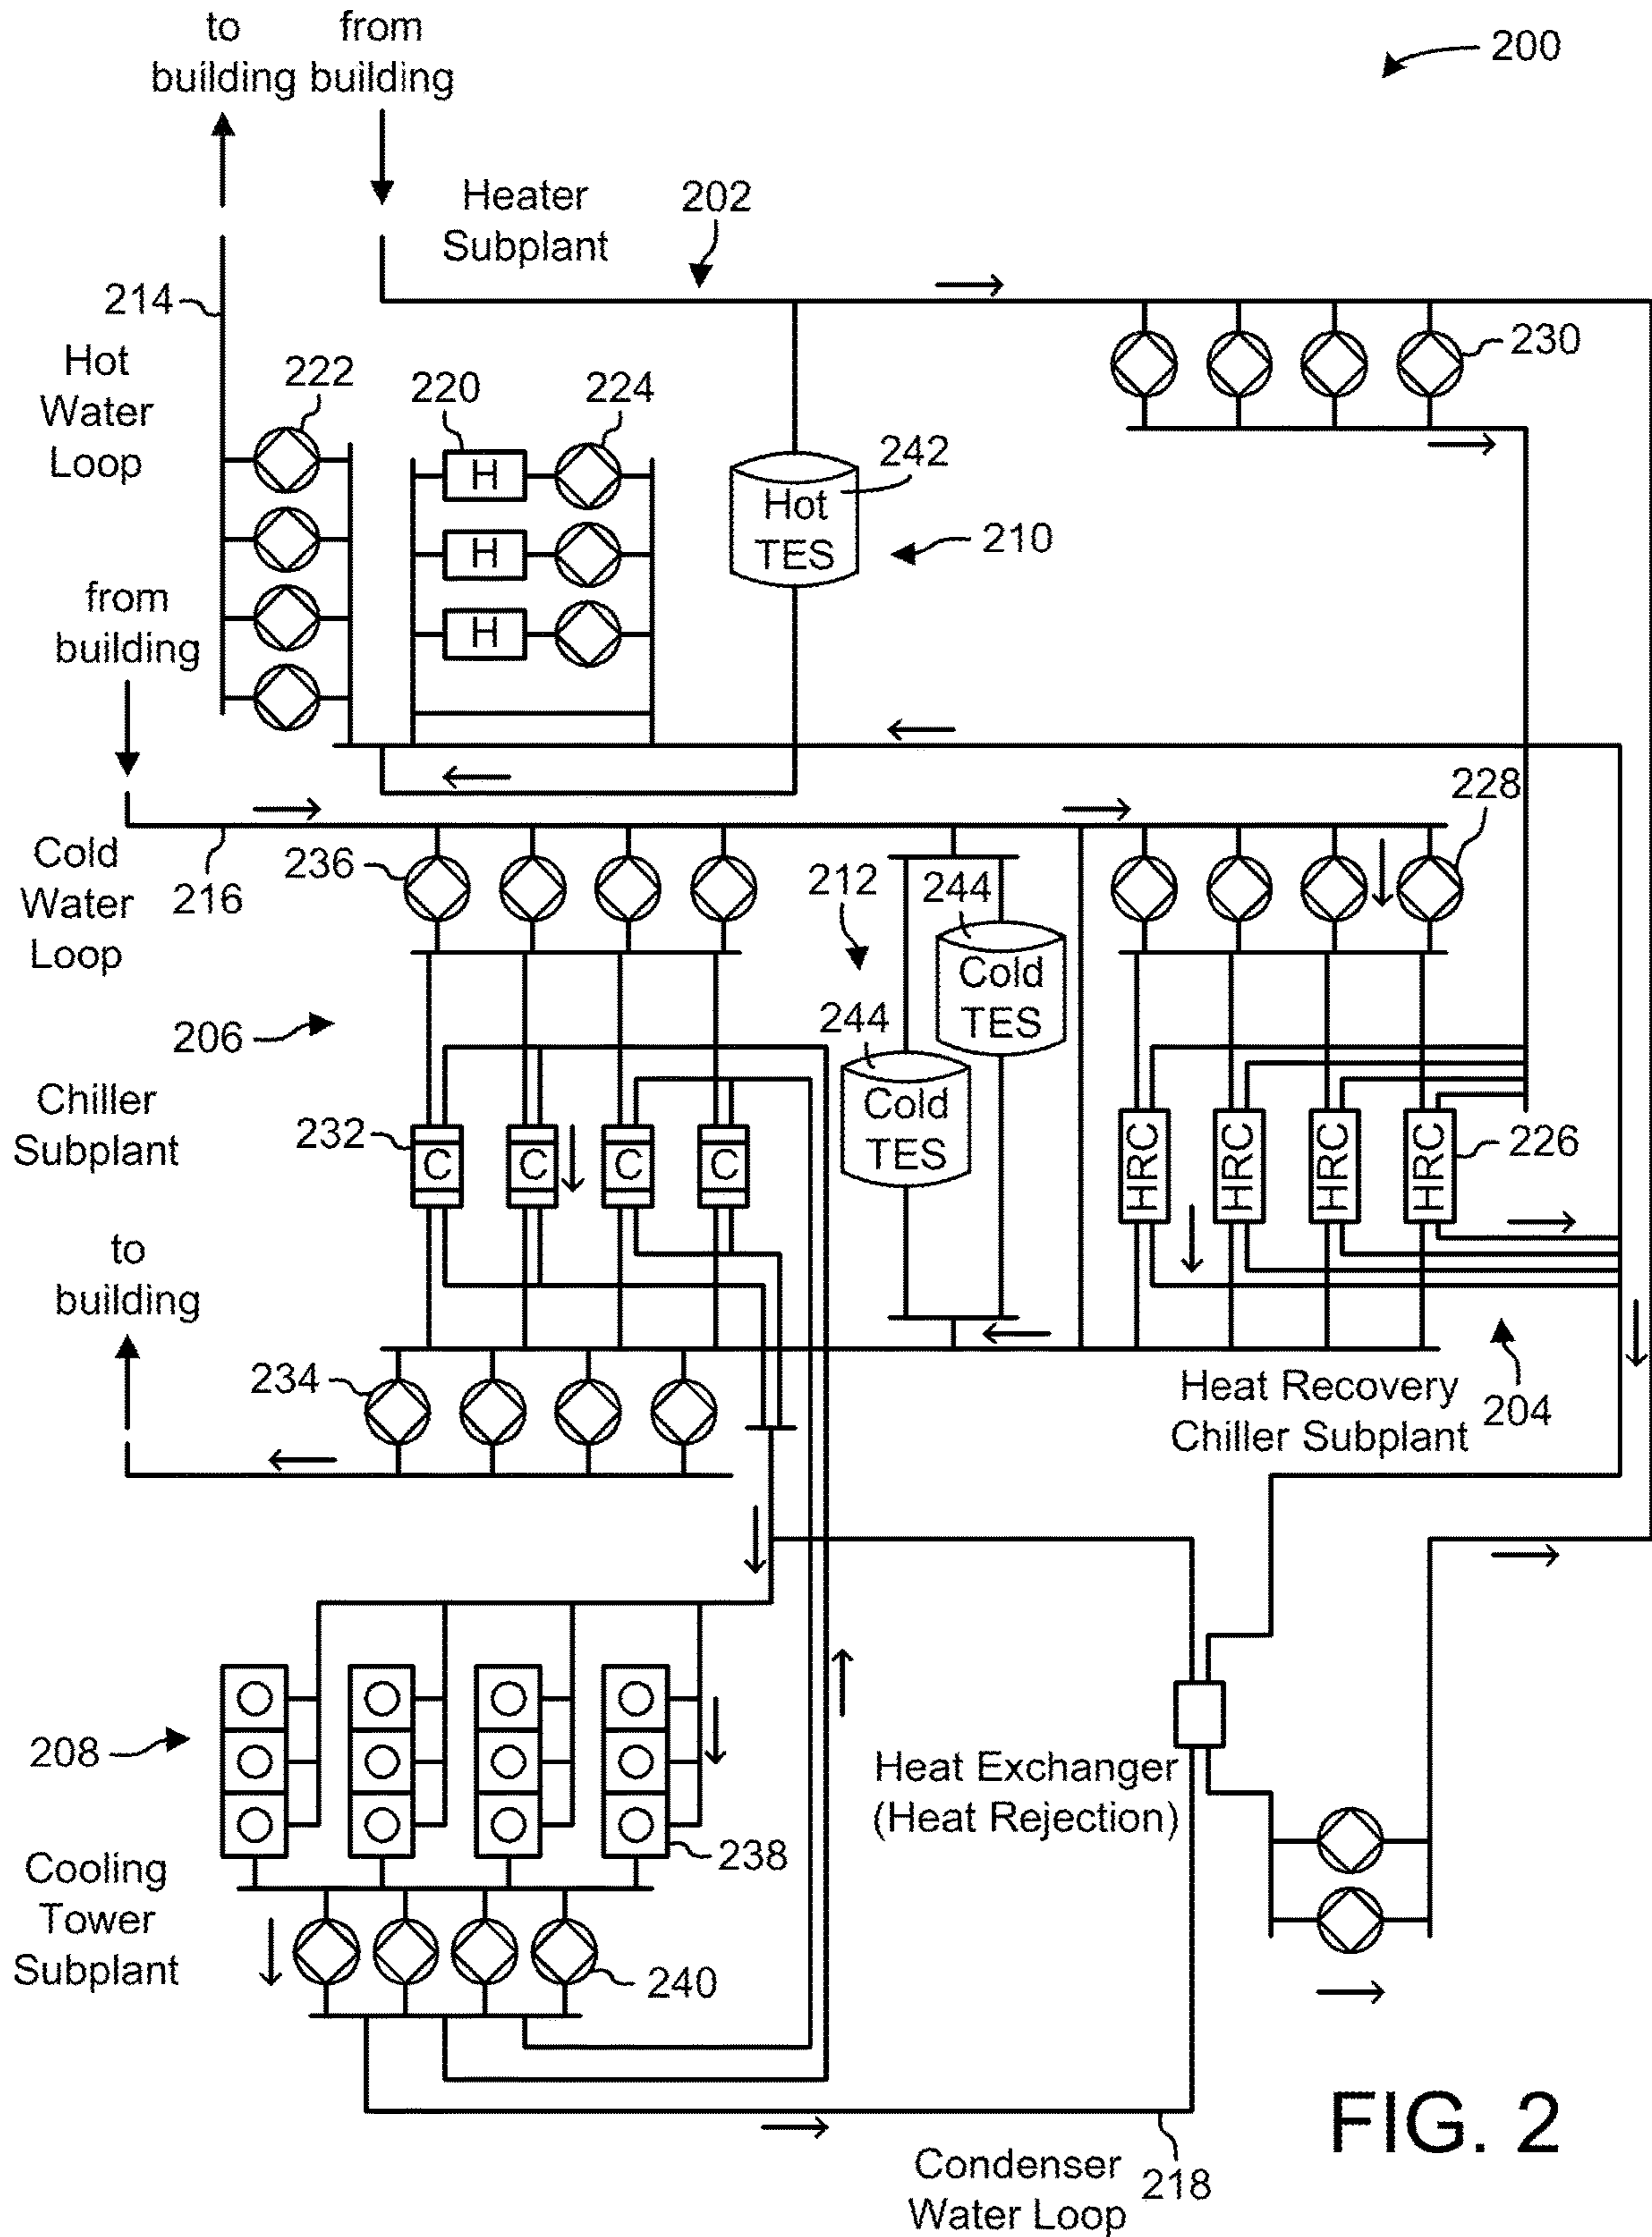 to
building
from
building
200
Heater
Subplant
202
214
Hot
Water
Loop
222
220
224
230
H
H
H
Hot
TES
242
210
from
building
228
Cold
Water
Loop
216
236
212
244
Cold
TES
244
Cold
TES
206
Chiller
Subplant
232
C
C
C
C
HRC
HRC
HRC
HRC
226
to
building
234
Heat Recovery
Chiller Subplant
204
208
Heat Exchanger
(Heat Rejection)
238
Cooling
Tower
Subplant
240
Condenser
Water Loop
218
FIG. 2